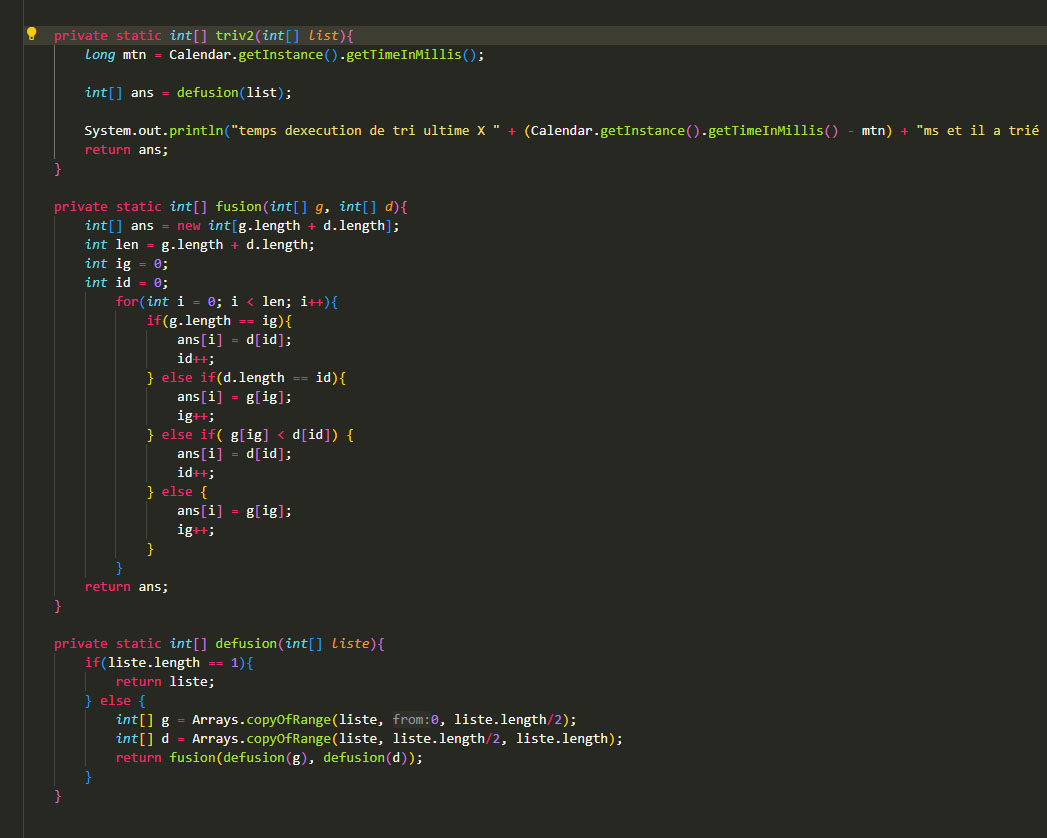 private static int[] triv2(int[] list){
long mtn = Calendar.getInstance().getTimeInMillis();
int[] ans = defusion(list);
System.out.println("temps dexecution de tri ultime X " + (Calendar.getInstance().getTimeInMillis() - mtn) + "ms et il a trié
return ans;
}
private static int[] fusion(int[] g, int[] d){
int[] ans = new int[g.length + d.length];
int len = g.length + d.length;
int ig = 0;
int id = 0;
for(int i = 0; i < len; i++){
if(g.length == ig){
ans[i] = d[id];
id++;
} else if(d.length == id){
ans[i] = g[ig];
ig++;
} else if( g[ig] < d[id]) {
ans[i] = d[id];
id++;
} else {
ans[i] = g[ig];
ig++;
}
}
return ans;
}
private static int[] defusion(int[] liste){
if(liste.length == 1){
return liste;
} else {
int[] g = Arrays.copyOfRange(liste, from:0, liste.length/2);
int[] d = Arrays.copyOfRange(liste, liste.length/2, liste.length);
return fusion(defusion(g), defusion(d));
}
}